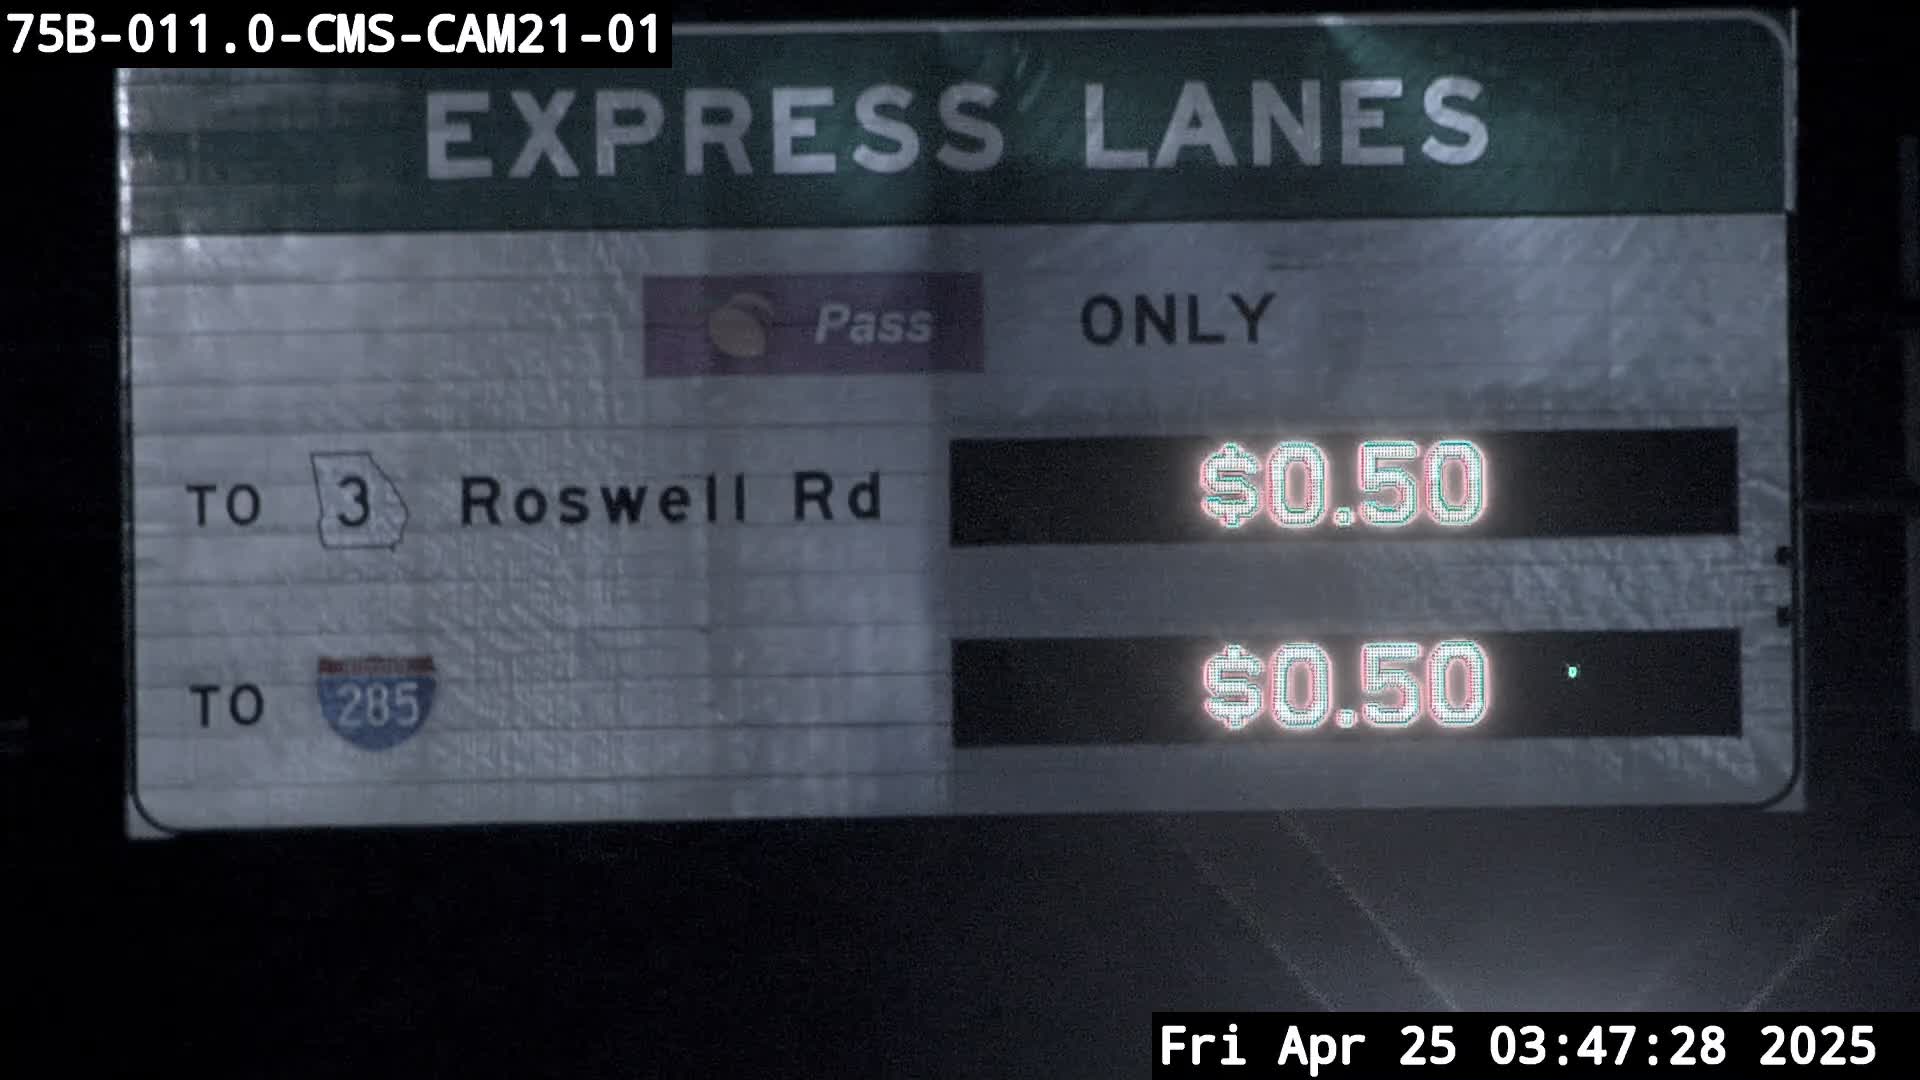 75B-011.0-CMS-CAM21-01
EXPRESS LANES
Pass ONLY
TO 3 Roswell Rd $0.50
TO 285 $0.50
Fri Apr 25 03:47:28 2025